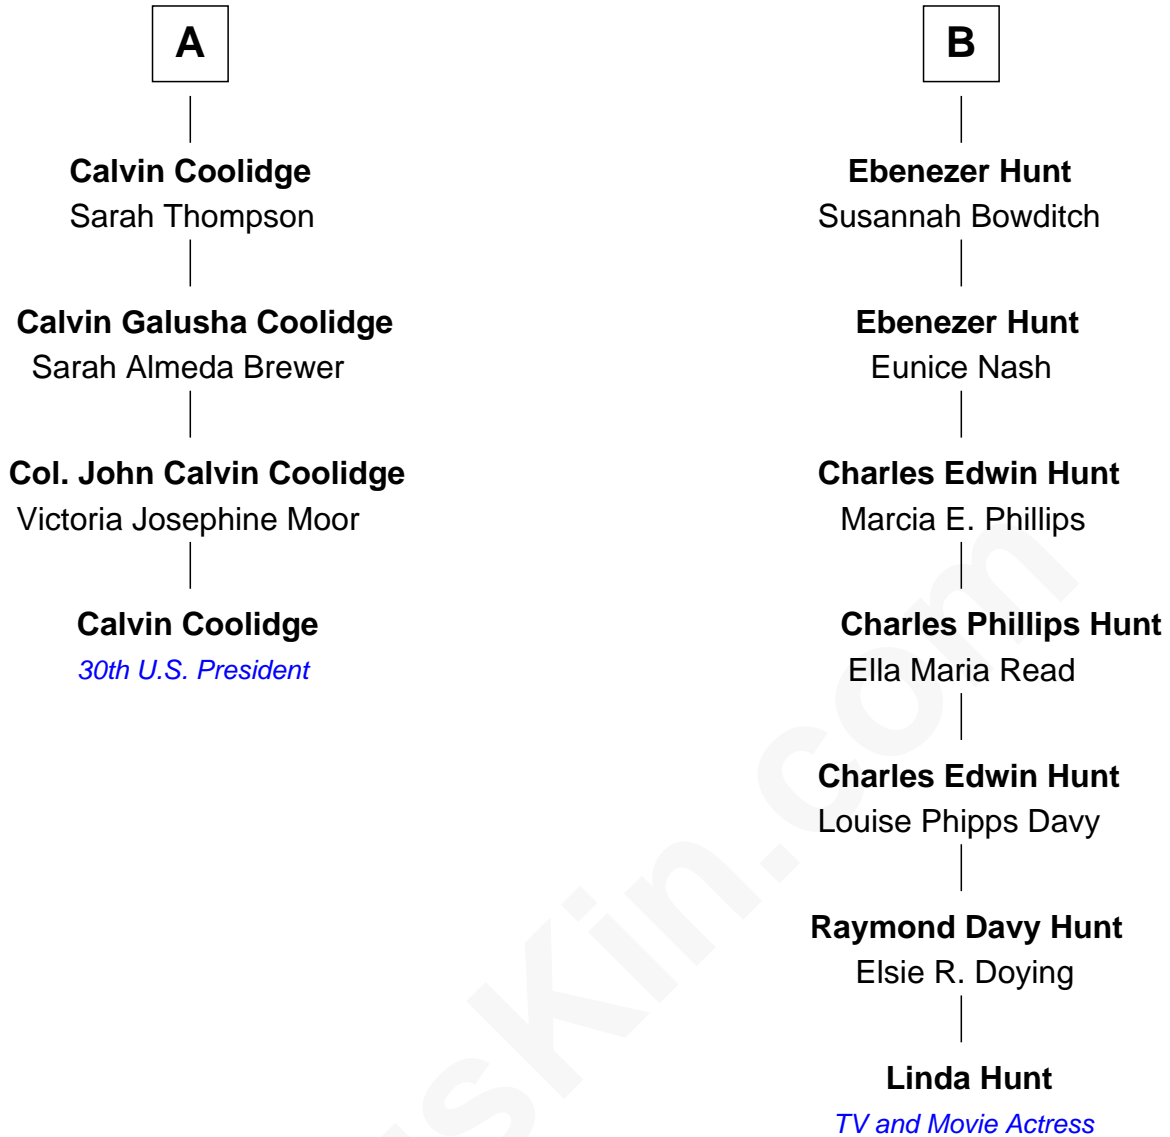 A
Calvin Coolidge
Sarah Thompson
Calvin Galusha Coolidge
Sarah Almeda Brewer
Col. John Calvin Coolidge
Victoria Josephine Moor
Calvin Coolidge
30th U.S. President
B
Ebenezer Hunt
Susannah Bowditch
Ebenezer Hunt
Eunice Nash
Charles Edwin Hunt
Marcia E. Phillips
Charles Phillips Hunt
Ella Maria Read
Charles Edwin Hunt
Louise Phipps Davy
Raymond Davy Hunt
Elsie R. Doying
Linda Hunt
TV and Movie Actress
sKin.com